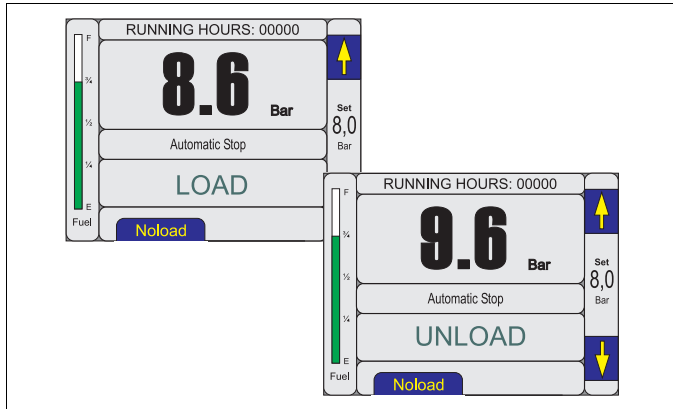 RUNNING HOURS: 00000
F
¾
½
¼
E
Fuel
8.6 Bar
Set
8,0
Bar
Automatic Stop
LOAD
Noload
RUNNING HOURS: 00000
F
¾
½
¼
E
Fuel
9.6 Bar
Set
8,0
Bar
Automatic Stop
UNLOAD
Noload